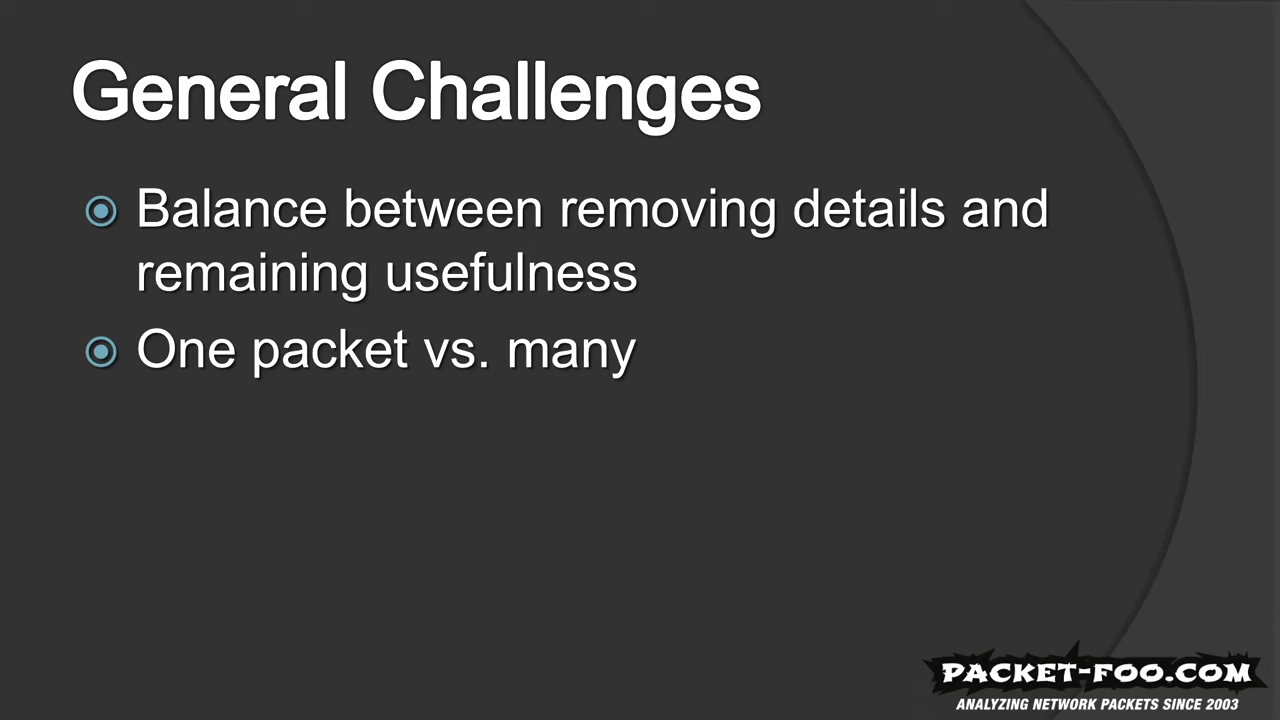 General Challenges
Balance between removing details and
remaining usefulness
One packet vs. many
PACKET-FOO.COM
ANALYZING NETWORK PACKETS SINCE 2003